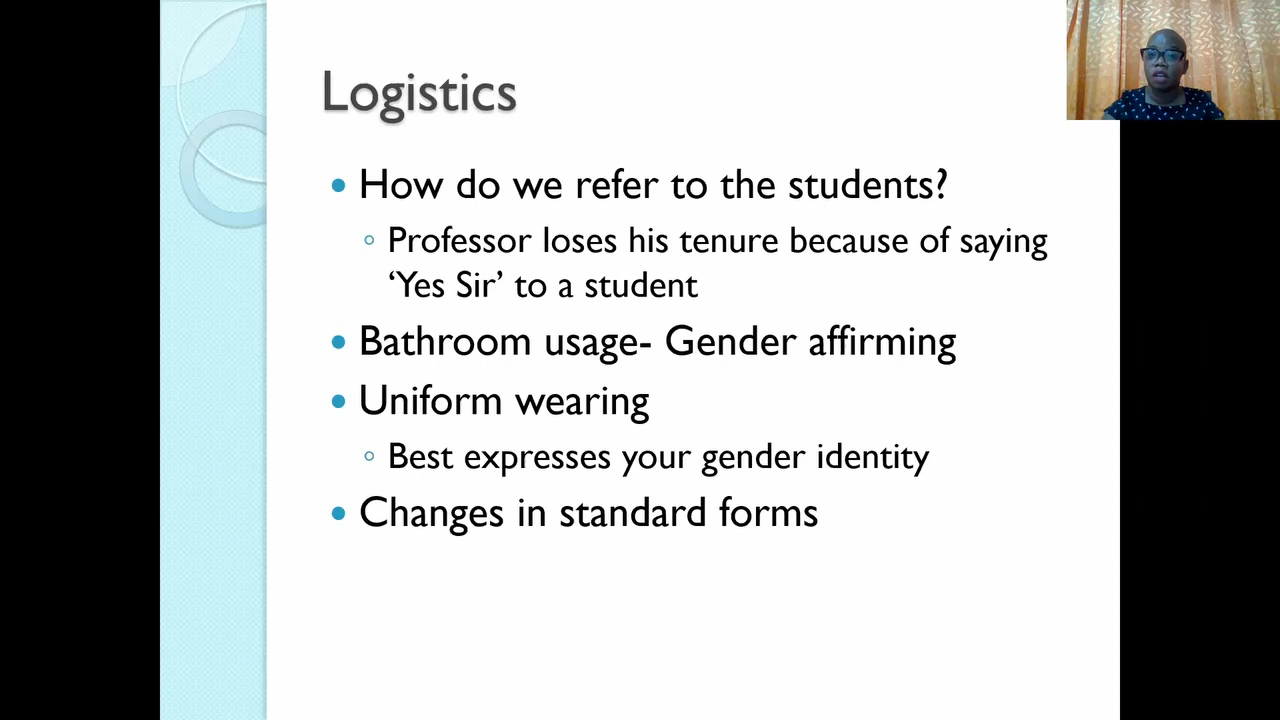 Logistics
• How do we refer to the students?
◦ Professor loses his tenure because of saying
‘Yes Sir’ to a student
• Bathroom usage- Gender affirming
• Uniform wearing
◦ Best expresses your gender identity
• Changes in standard forms